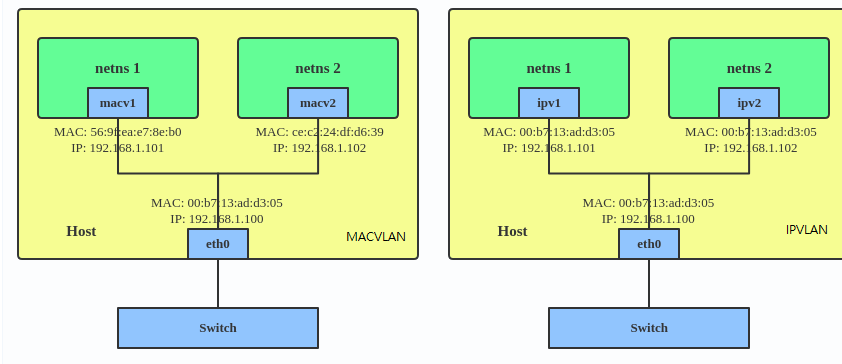 netns 1
netns 2
macv1
macv2
MAC: 56:9f:ea:e7:8e:b0
IP: 192.168.1.101
MAC: ce:c2:24:df:d6:39
IP: 192.168.1.102
MAC: 00:b7:13:ad:d3:05
IP: 192.168.1.100
Host
eth0
MACVLAN
Switch
netns 1
netns 2
ipv1
ipv2
MAC: 00:b7:13:ad:d3:05
IP: 192.168.1.101
MAC: 00:b7:13:ad:d3:05
IP: 192.168.1.102
MAC: 00:b7:13:ad:d3:05
IP: 192.168.1.100
Host
eth0
IPVLAN
Switch